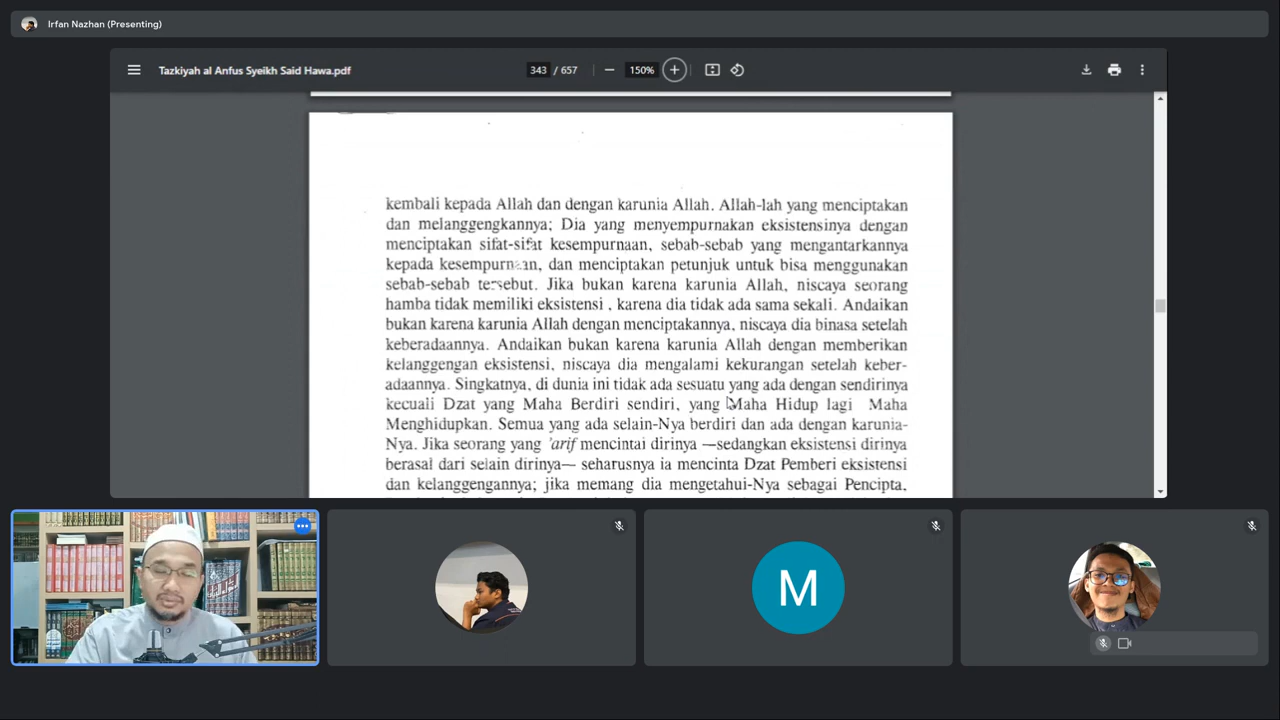 Irfan Nazhan (Presenting)
Tazkiyah al Anfus Syeikh Said Hawa.pdf
343 / 657
150%
kembali kepada Allah dan dengan karunia Allah. Allah-lah yang menciptakan
dan melanggengkannya; Dia yang menyempurnakan eksistensinya dengan
menciptakan sifat-sifat kesempurnaan, sebab-sebab yang mengantarkannya
kepada kesempurnaan, dan menciptakan petunjuk untuk bisa menggunakan
sebab-sebab tersebut. Jika bukan karena karunia Allah, niscaya seorang
hamba tidak memiliki eksistensi , karena dia tidak ada sama sekali. Andaikan
bukan karena karunia Allah dengan menciptakannya, niscaya dia binasa setelah
keberadaannya. Andaikan bukan karena karunia Allah dengan memberikan
kelanggengan eksistensi, niscaya dia mengalami kekurangan setelah keber-
adaannya. Singkatnya, di dunia ini tidak ada sesuatu yang ada dengan sendirinya
kecuali Dzat yang Maha Berdiri sendiri, yang Maha Hidup lagi Maha
Menghidupkan. Semua yang ada selain-Nya berdiri dan ada dengan karunia-
Nya. Jika seorang yang 'arif mencintai dirinya —sedangkan eksistensi dirinya
berasal dari selain dirinya— seharusnya ia mencinta Dzat Pemberi eksistensi
dan kelanggengannya; jika memang dia mengetahui-Nya sebagai Pencipta,
M